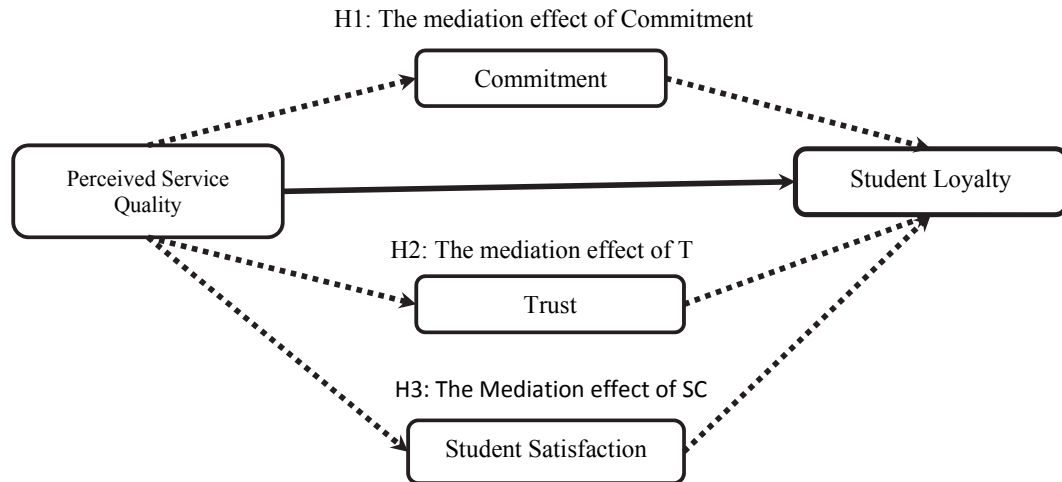 H1: The mediation effect of Commitment
Commitment
Perceived Service
Quality
Student Loyalty
H2: The mediation effect of T
Trust
H3: The Mediation effect of SC
Student Satisfaction